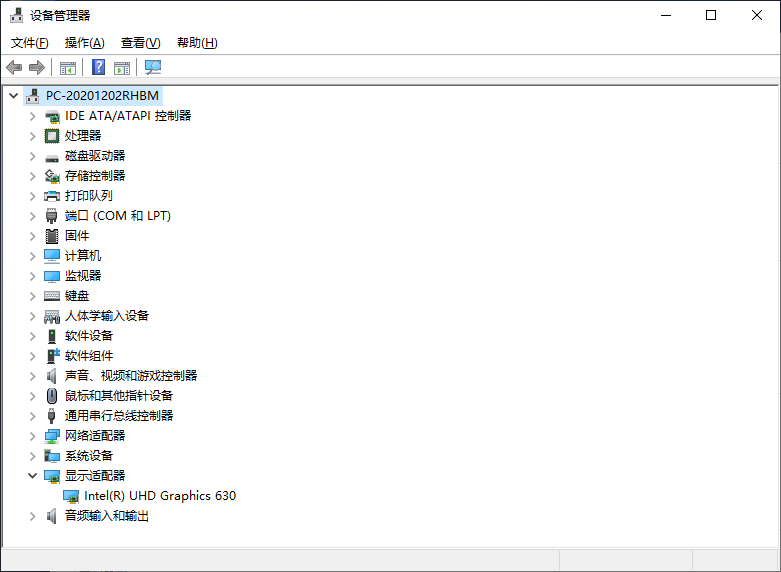 设备管理器
文件(F) 操作(A) 查看(V) 帮助(H)
PC-20201202RHBM
IDE ATA/ATAPI 控制器
处理器
磁盘驱动器
存储控制器
打印队列
端口 (COM 和 LPT)
固件
计算机
监视器
键盘
人体学输入设备
软件设备
软件组件
声音、视频和游戏控制器
鼠标和其他指针设备
通用串行总线控制器
网络适配器
系统设备
显示适配器
Intel(R) UHD Graphics 630
音频输入和输出